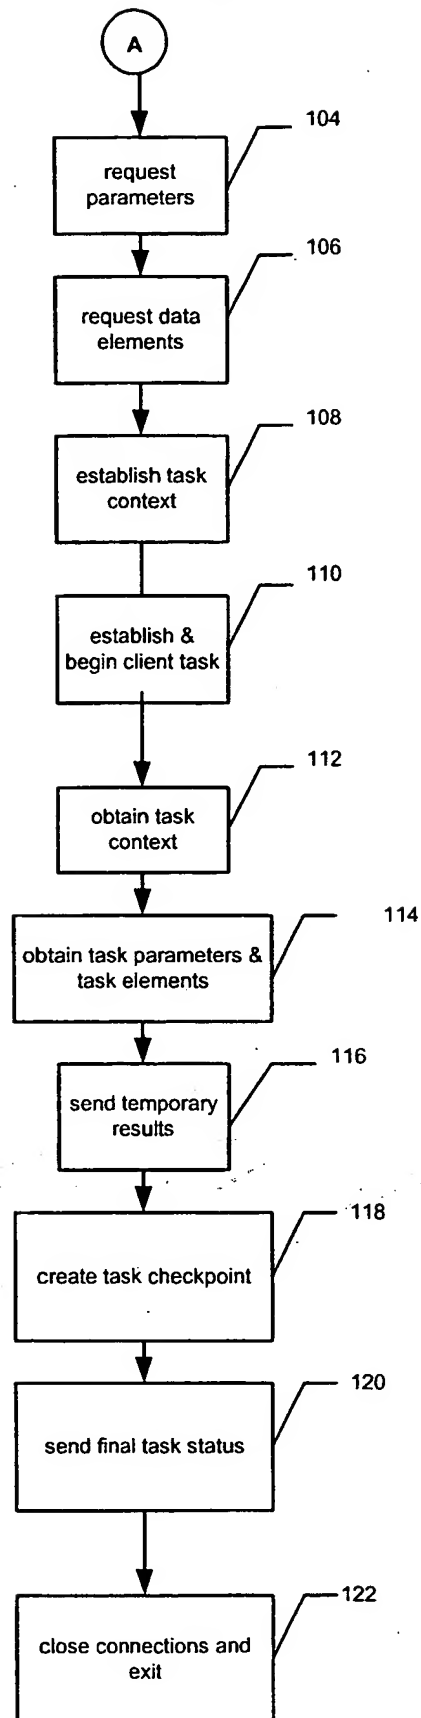 A
104
request
parameters
106
request data
elements
108
establish task
context
110
establish &
begin client task
112
obtain task
context
114
obtain task parameters &
task elements
116
send temporary
results
118
create task checkpoint
120
send final task status
122
close connections and
exit